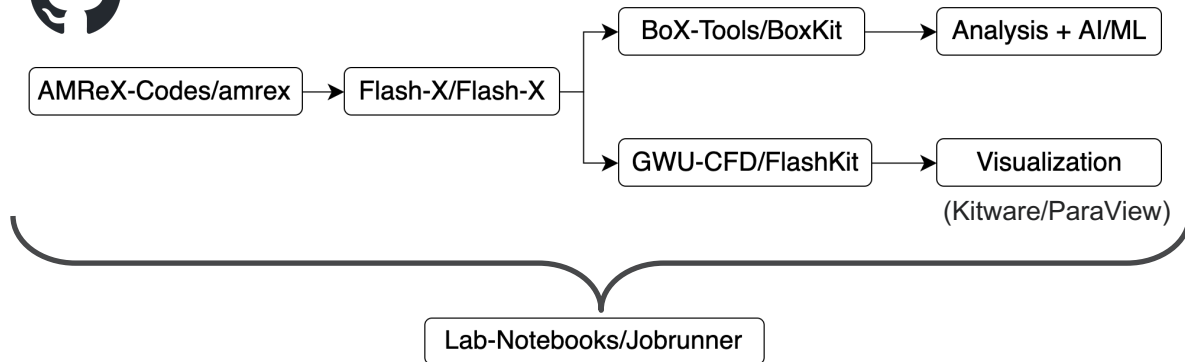 BoX-Tools/BoxKit
Analysis + AI/ML
AMReX-Codes/amrex
Flash-X/Flash-X
GWU-CFD/FlashKit
Visualization
(Kitware/ParaView)
Lab-Notebooks/Jobrunner